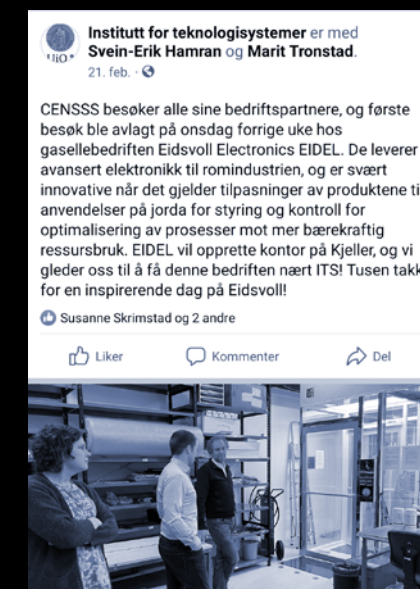 Institutt for teknologisystemer er med
Svein-Erik Hamran og Marit Tronstad.
21. feb. ·
UiO
CENSSS besøker alle sine bedriftspartnere, og første
besøk ble avlagt på onsdag forrige uke hos
gasellebedriften Eidsvoll Electronics EIDEL. De leverer
avansert elektronikk til romindustrien, og er svært
innovative når det gjelder tilpasninger av produktene ti
anvendelser på jorda for styring og kontroll for
optimalisering av prosesser mot mer bærekraftig
ressursbruk. EIDEL vil opprette kontor på Kjeller, og vi
gleder oss til å få denne bedriften nært ITS! Tusen takk
for en inspirerende dag på Eidsvoll!
Susanne Skrimstad og 2 andre
Liker Kommenter Del